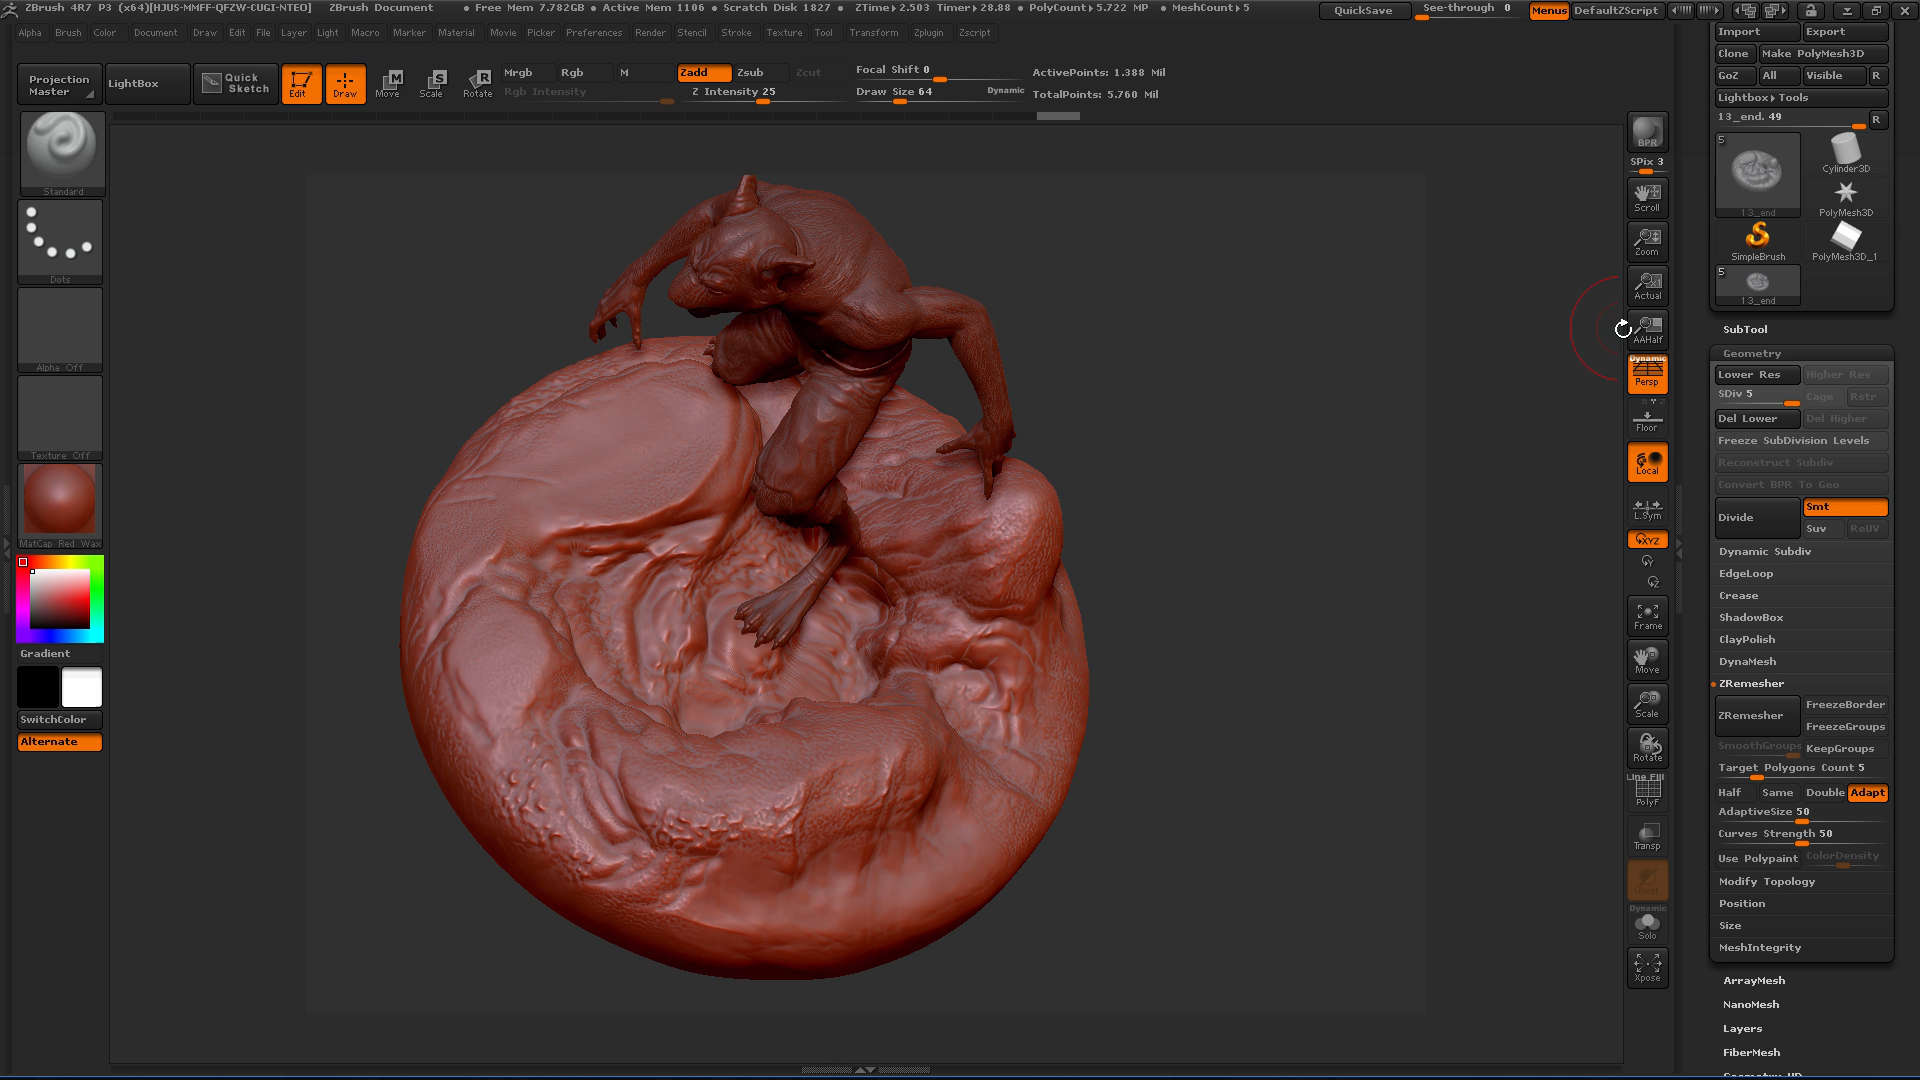 ZBrush 4R7 P3 (x64)[HJUS-MMFF-QFZW-CUGI-NTEO] ZBrush Document • Free Mem 7.782GB • Active Mem 1106 • Scratch Disk 1827 • ZTime▸2.503 Timer▸28.88 • PolyCount▸5.722 MP • MeshCount▸5 QuickSave See-through 0 Menus DefaultZScript
Alpha Brush Color Document Draw Edit File Layer Light Macro Marker Material Movie Picker Preferences Render Stencil Stroke Texture Tool Transform Zplugin Zscript
Projection Master
LightBox
Quick Sketch
Edit
Draw
Move
Scale
Rotate
Mrgb Rgb M
Rgb Intensity
Zadd Zsub Zcut
Z Intensity 25
Focal Shift 0
Draw Size 64 Dynamic
ActivePoints: 1.388 Mil
TotalPoints: 5.760 Mil
Standard
Dots
Alpha Off
Texture Off
MatCap Red Wax
Gradient
SwitchColor
Alternate
BPR
SPix 3
Scroll
Zoom
Actual
AAHalf
Dynamic
Persp
Floor
Local
L.Sym
XYZ
Y
Z
Frame
Move
Scale
Rotate
Line Fill
PolyF
Transp
Ghost
Dynamic
Solo
Xpose
Import Export
Clone Make PolyMesh3D
GoZ All Visible R
Lightbox▸Tools
13_end. 49 R
5
13_end
Cylinder3D
PolyMesh3D
SimpleBrush
PolyMesh3D_1
5
13_end
SubTool
Geometry
Lower Res Higher Res
SDiv 5 Cage Rstr
Del Lower Del Higher
Freeze SubDivision Levels
Reconstruct Subdiv
Convert BPR To Geo
Divide Smt
Suv ReUV
Dynamic Subdiv
EdgeLoop
Crease
ShadowBox
ClayPolish
DynaMesh
ZRemesher
ZRemesher FreezeBorder
FreezeGroups
SmoothGroups KeepGroups
Target Polygons Count 5
Half Same Double Adapt
AdaptiveSize 50
Curves Strength 50
Use Polypaint ColorDensity
Modify Topology
Position
Size
MeshIntegrity
ArrayMesh
NanoMesh
Layers
FiberMesh
Geometry HD